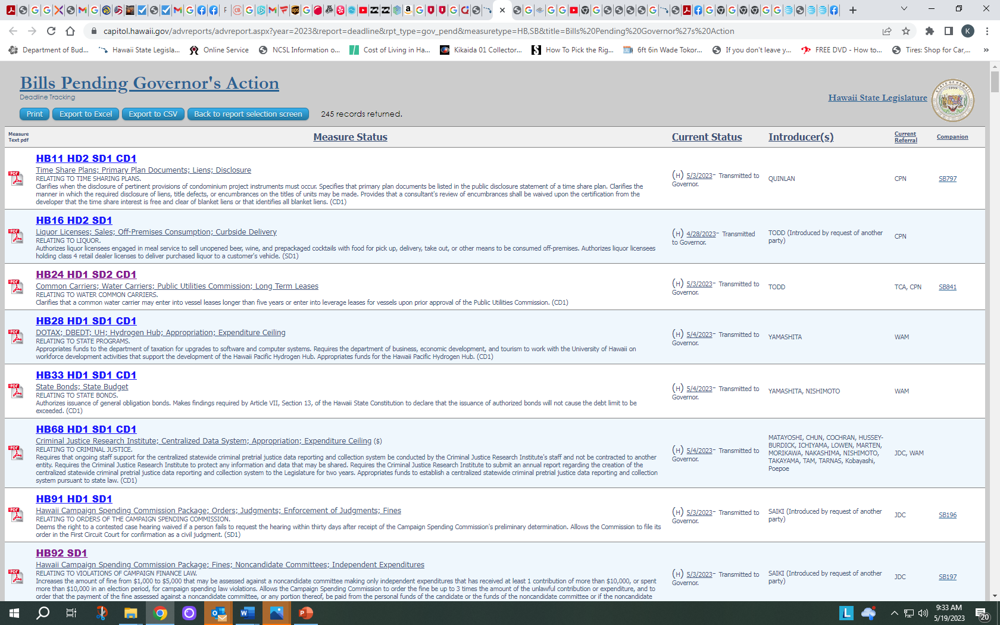 capitol.hawaii.gov/advreports/advreport.aspx?year=2023&report=deadline&rpt_type=gov_pend&measuretype=HB,SB&title=Bills%20Pending%20Governor%27s%20Action
K
Department of Bud... Hawaii State Legisla... Online Service NCSL Information o... Cost of Living in Ha... Kikaida 01 Collector... How To Pick the Rig... 6ft 6in Wade Tokor... If you don't leave y... FREE DVD - How to... Tires: Shop for Car,... »
Bills Pending Governor's Action
Deadline Tracking
Hawaii State Legislature
Print Export to Excel Export to CSV Back to report selection screen 245 records returned.
Measure
Text pdf
Measure Status
Current Status
Introducer(s)
Current
Referral
Companion
HB11 HD2 SD1 CD1
Time Share Plans; Primary Plan Documents; Liens; Disclosure
RELATING TO TIME SHARING PLANS.
Clarifies when the disclosure of pertinent provisions of condominium project instruments must occur. Specifies that primary plan documents be listed in the public disclosure statement of a time share plan. Clarifies the
manner in which the required disclosure of liens, title defects, or encumbrances on the titles of units may be made. Provides that a consultant's review of encumbrances shall be waived upon the certification from the
developer that the time share interest is free and clear of blanket liens or that identifies all blanket liens. (CD1)
(H) 5/3/2023- Transmitted to
Governor.
QUINLAN
CPN
SB797
HB16 HD2 SD1
Liquor Licenses; Sales; Off-Premises Consumption; Curbside Delivery
RELATING TO LIQUOR.
Authorizes liquor licensees engaged in meal service to sell unopened beer, wine, and prepackaged cocktails with food for pick up, delivery, take out, or other means to be consumed off-premises. Authorizes liquor licensees
holding class 4 retail dealer licenses to deliver purchased liquor to a customer's vehicle. (SD1)
(H) 4/28/2023- Transmitted
to Governor.
TODD (Introduced by request of another
party)
CPN
HB24 HD1 SD2 CD1
Common Carriers; Water Carriers; Public Utilities Commission; Long Term Leases
RELATING TO WATER COMMON CARRIERS.
Clarifies that a common water carrier may enter into vessel leases longer than five years or enter into leverage leases for vessels upon prior approval of the Public Utilities Commission. (CD1)
(H) 5/3/2023- Transmitted to
Governor.
TODD
TCA, CPN
SB841
HB28 HD1 SD1 CD1
DOTAX; DBEDT; UH; Hydrogen Hub; Appropriation; Expenditure Ceiling
RELATING TO STATE PROGRAMS.
Appropriates funds to the department of taxation for upgrades to software and computer systems. Requires the department of business, economic development, and tourism to work with the University of Hawaii on
workforce development activities that support the development of the Hawaii Pacific Hydrogen Hub. Appropriates funds for the Hawaii Pacific Hydrogen Hub. (CD1)
(H) 5/4/2023- Transmitted to
Governor.
YAMASHITA
WAM
HB33 HD1 SD1 CD1
State Bonds; State Budget
RELATING TO STATE BONDS.
Authorizes issuance of general obligation bonds. Makes findings required by Article VII, Section 13, of the Hawaii State Constitution to declare that the issuance of authorized bonds will not cause the debt limit to be
exceeded. (CD1)
(H) 5/4/2023- Transmitted to
Governor.
YAMASHITA, NISHIMOTO
WAM
HB68 HD1 SD1 CD1
Criminal Justice Research Institute; Centralized Data System; Appropriation; Expenditure Ceiling ($)
RELATING TO CRIMINAL JUSTICE.
Requires that ongoing staff support for the centralized statewide criminal pretrial justice data reporting and collection system be conducted by the Criminal Justice Research Institute's staff and not be contracted to another
entity. Requires the Criminal Justice Research Institute to protect any information and data that may be shared. Requires the Criminal Justice Research Institute to submit an annual report regarding the creation of the
centralized statewide criminal pretrial justice data reporting and collection system to the Legislature for two years. Appropriates funds to establish a centralized statewide criminal pretrial justice data reporting and collection
system pursuant to state law. (CD1)
(H) 5/4/2023- Transmitted to
Governor.
MATAYOSHI, CHUN, COCHRAN, HUSSEY-
BURDICK, ICHIYAMA, LOWEN, MARTEN,
MORIKAWA, NAKASHIMA, NISHIMOTO,
TAKAYAMA, TAM, TARNAS, Kobayashi,
Poepoe
JDC, WAM
HB91 HD1 SD1
Hawaii Campaign Spending Commission Package; Orders; Judgments; Enforcement of Judgments; Fines
RELATING TO ORDERS OF THE CAMPAIGN SPENDING COMMISSION.
Deems the right to a contested case hearing waived if a person fails to request the hearing within thirty days after receipt of the Campaign Spending Commission's preliminary determination. Allows the Commission to file its
order in the First Circuit Court for confirmation as a civil judgment. (SD1)
(H) 5/3/2023- Transmitted to
Governor.
SAIKI (Introduced by request of another
party)
JDC
SB196
HB92 SD1
Hawaii Campaign Spending Commission Package; Fines; Noncandidate Committees; Independent Expenditures
RELATING TO VIOLATIONS OF CAMPAIGN FINANCE LAW.
Increases the amount of fine from $1,000 to $5,000 that may be assessed against a noncandidate committee making only independent expenditures that has received at least 1 contribution of more than $10,000, or spent
more than $10,000 in an election period, for campaign spending law violations. Allows the Campaign Spending Commission to order the fine be up to 3 times the amount of the unlawful contribution or expenditure, and to
order that the payment of the fine assessed against a noncandidate committee, or any portion thereof, be paid from the personal funds of the candidate or the funds of the noncandidate committee or if the noncandidate
(H) 5/3/2023- Transmitted to
Governor.
SAIKI (Introduced by request of another
party)
JDC
SB197
9:33 AM
5/19/2023
20